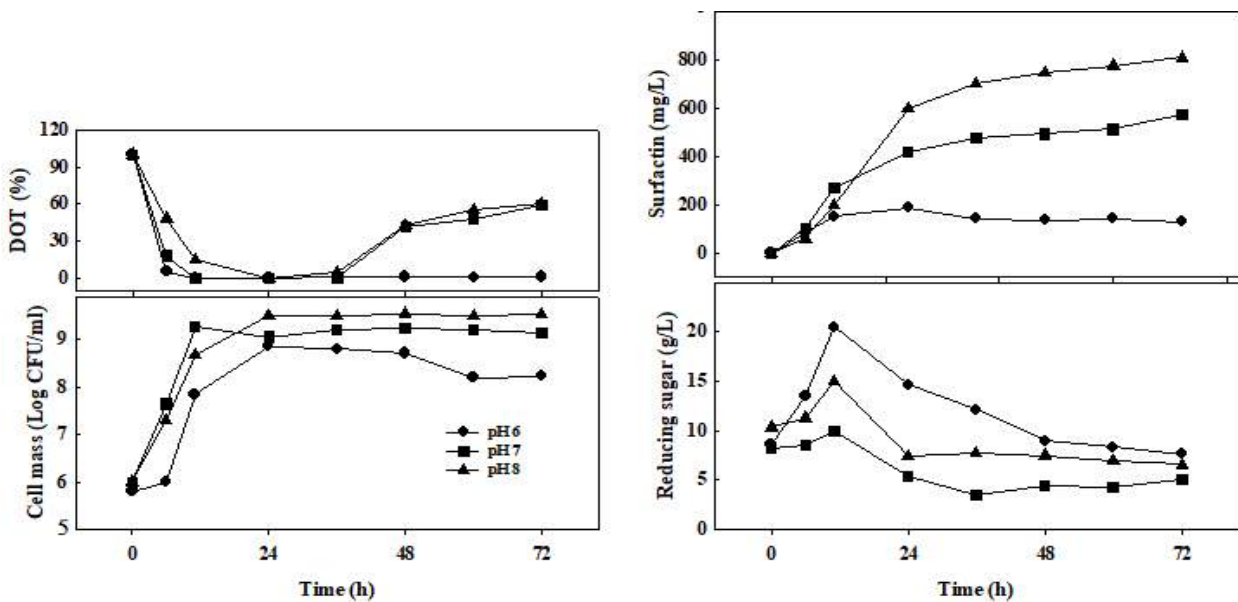 120
90
60
30
0
DOT (%)
9
8
7
6
5
Cell mass (Log CFU/ml)
pH6
pH7
pH8
0 24 48 72
Time (h)
800
600
400
200
0
Surfactin (mg/L)
20
15
10
5
0
Reducing sugar (g/L)
0 24 48 72
Time (h)